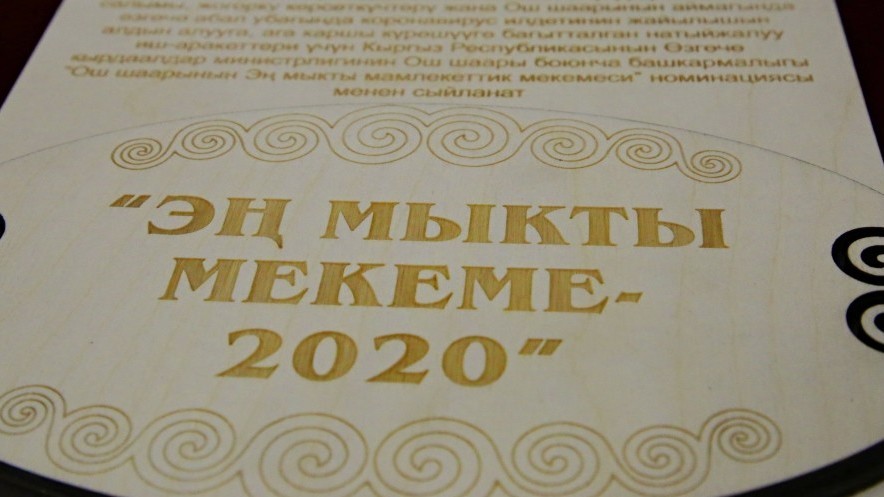 салымы, жогорку көрсөткүчтөрү жана Ош шаарынын аймагында
өзгөчө абал убагында коронавирус илдетинин жайылышын
алдын алууга, ага каршы күрөшүүгө багытталган натыйжалуу
иш-аракеттери үчүн Кыргыз Республикасынын Өзгөчө
кырдаалдар министрлигинин Ош шаары боюнча башкармалыгы
"Ош шаарынын Эң мыкты мамлекеттик мекемеси" номинациясы
менен сыйланат
"ЭҢ МЫКТЫ
МЕКЕМЕ-
2020"